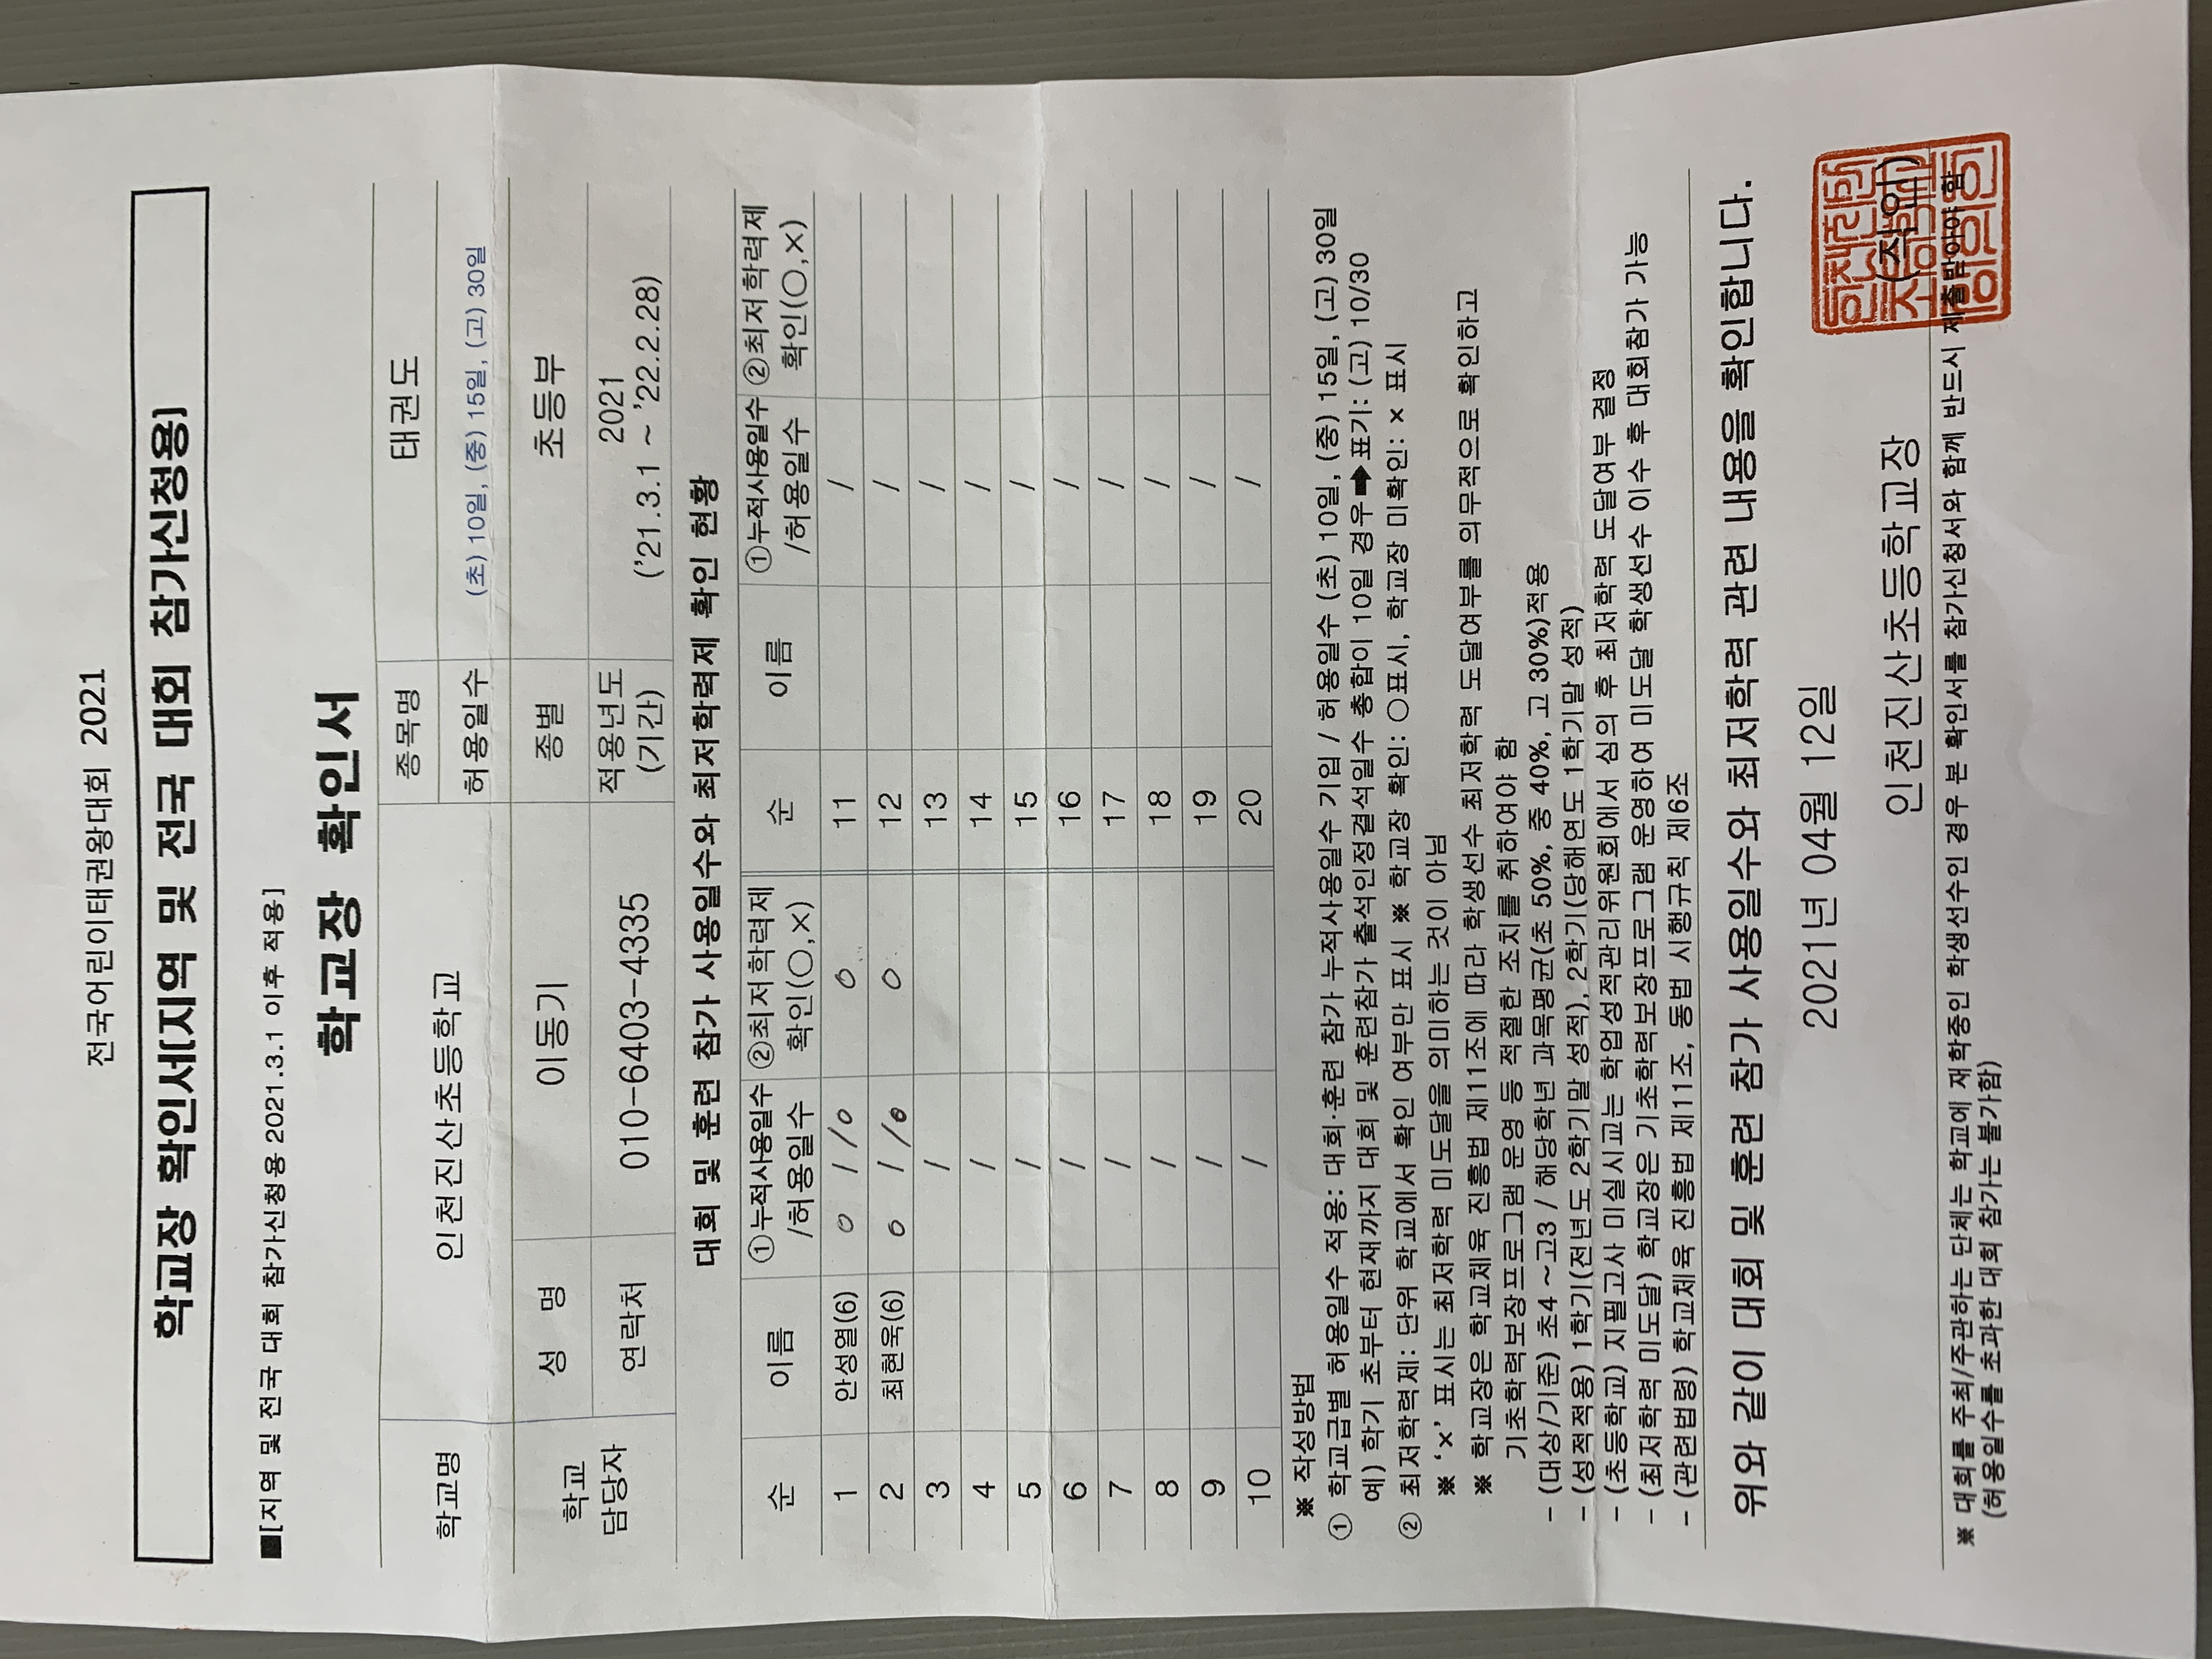 전국어린이태권왕대회 2021
학교장 확인서[지역 및 전국 대회 참가신청용]
■[지역 및 전국 대회 참가신청용 2021.3.1 이후 적용]
학교장 확인서
학교명 인천진산초등학교 종목명 태권도
허용일수 (초) 10일, (중) 15일, (고) 30일
학교 담당자 성 명 이동기 종별 초등부
연락처 010-6403-4335 적용년도 (기간) 2021 ('21.3.1 ~ '22.2.28)
대회 및 훈련 참가 사용일수와 최저학력제 확인 현황
순 이름 ①누적사용일수 /허용일수 ②최저학력제 확인(○,×) 순 이름 ①누적사용일수 /허용일수 ②최저학력제 확인(○,×)
1 안성열(6) 0 / 10 0 11 /
2 최현욱(6) 0 / 10 0 12 /
3 / 13 /
4 / 14 /
5 / 15 /
6 / 16 /
7 / 17 /
8 / 18 /
9 / 19 /
10 / 20 /
※ 작성방법
① 학교급별 허용일수 적용: 대회·훈련 참가 누적사용일수 기입 / 허용일수 (초) 10일, (중) 15일, (고) 30일
예) 학기 초부터 현재까지 대회 및 훈련참가 출석인정결석일수 총합이 10일 경우➡표기: (고) 10/30
② 최저학력제: 단위 학교에서 확인 여부만 표시 ※ 학교장 확인: ○표시, 학교장 미확인: × 표시
※ 'x' 표시는 최저학력 미도달을 의미하는 것이 아님
※ 학교장은 학교체육 진흥법 제11조에 따라 학생선수 최저학력 도달여부를 의무적으로 확인하고
기초학력보장프로그램 운영 등 적절한 조치를 취하여야 함
- (대상/기준) 초4 ~고3 / 해당학년 과목평균(초 50%, 중 40%, 고 30%)적용
- (성적적용) 1학기(전년도 2학기말 성적), 2학기(당해연도 1학기말 성적)
- (초등학교) 지필고사 미실시교는 학업성적관리위원회에서 심의 후 최저학력 도달여부 결정
- (최저학력 미도달) 학교장은 기초학력보장프로그램 운영하여 미도달 학생선수 이수 후 대회참가 가능
- (관련법령) 학교체육 진흥법 제11조, 동법 시행규칙 제6조
위와 같이 대회 및 훈련 참가 사용일수와 최저학력 관련 내용을 확인합니다.
2021년 04월 12일
인천진산초등학교장 (직인)
※ 대회를 주최/주관하는 단체는 학교에 재학중인 학생선수인 경우 본 확인서를 참가신청서와 함께 반드시 제출받아야 함
(허용일수를 초과한 대회 참가는 불가함)